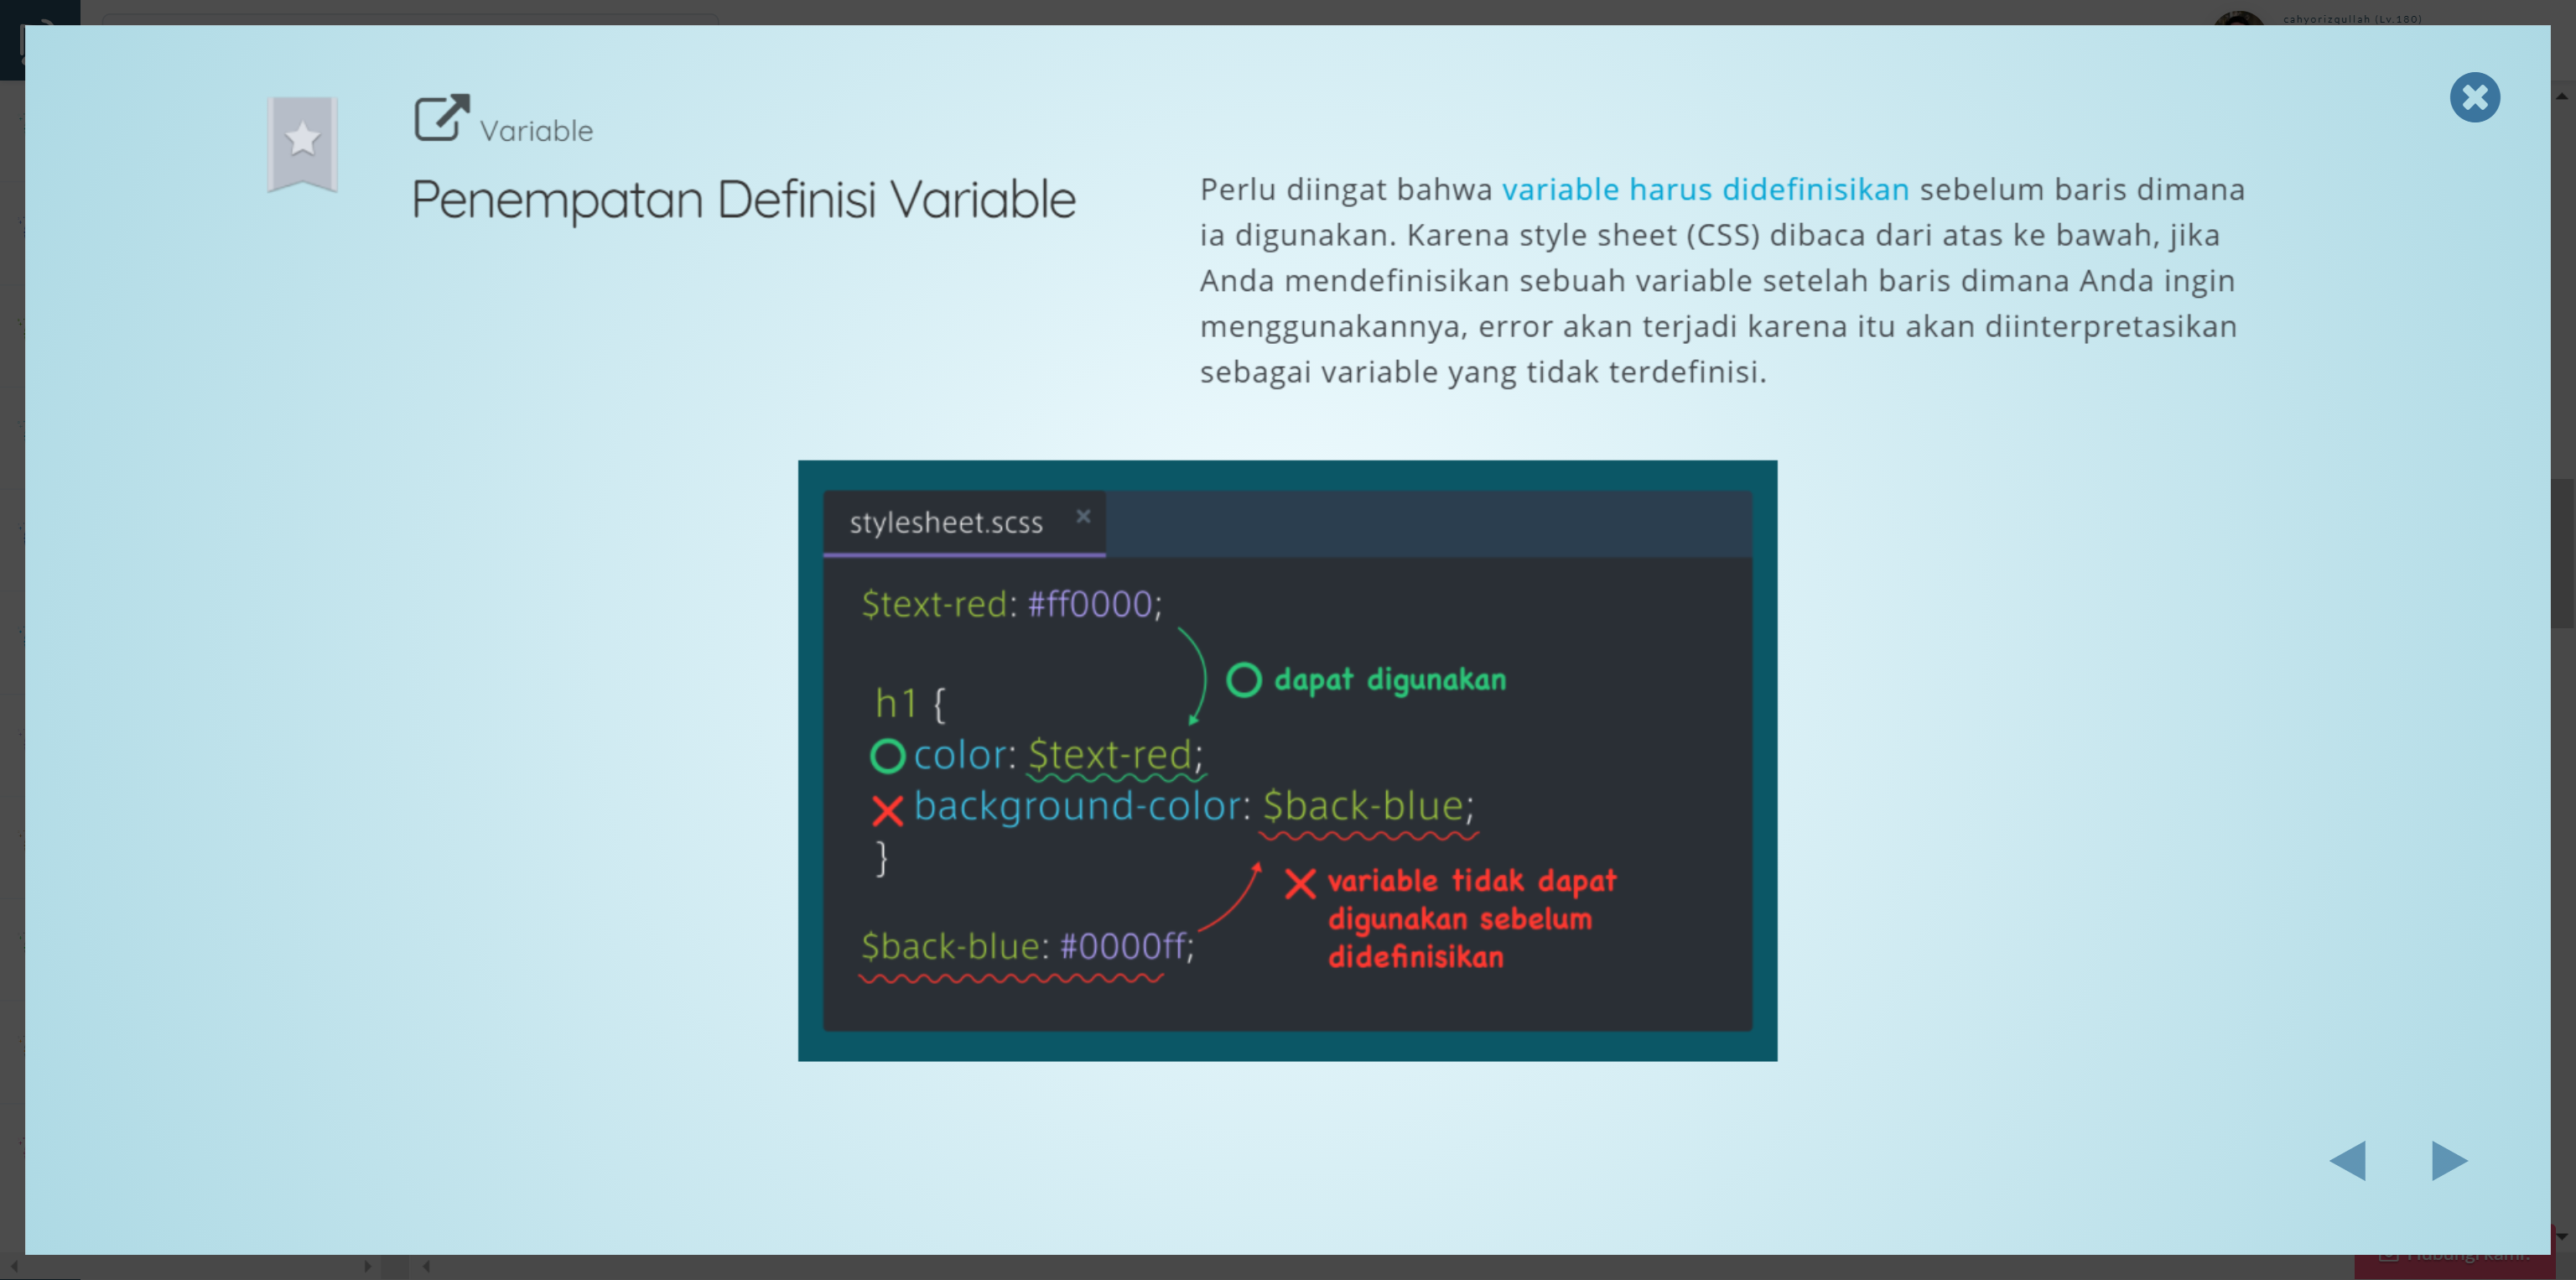 cahyorizqullah (Lv.180)
Variable
Penempatan Definisi Variable
Perlu diingat bahwa variable harus didefinisikan sebelum baris dimana
ia digunakan. Karena style sheet (CSS) dibaca dari atas ke bawah, jika
Anda mendefinisikan sebuah variable setelah baris dimana Anda ingin
menggunakannya, error akan terjadi karena itu akan diinterpretasikan
sebagai variable yang tidak terdefinisi.
stylesheet.scss
$text-red: #ff0000;
dapat digunakan
h1 {
color: $text-red;
background-color: $back-blue;
}
variable tidak dapat
digunakan sebelum
didefinisikan
$back-blue: #0000ff;
Hubungi kami!